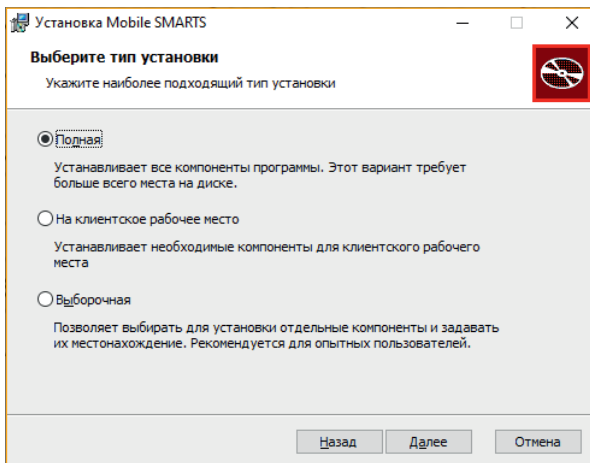 Установка Mobile SMARTS
Выберите тип установки
Укажите наиболее подходящий тип установки
Полная
Устанавливает все компоненты программы. Этот вариант требует
больше всего места на диске.
На клиентское рабочее место
Устанавливает необходимые компоненты для клиентского рабочего
места
Выборочная
Позволяет выбирать для установки отдельные компоненты и задавать
их местонахождение. Рекомендуется для опытных пользователей.
Назад Далее Отмена